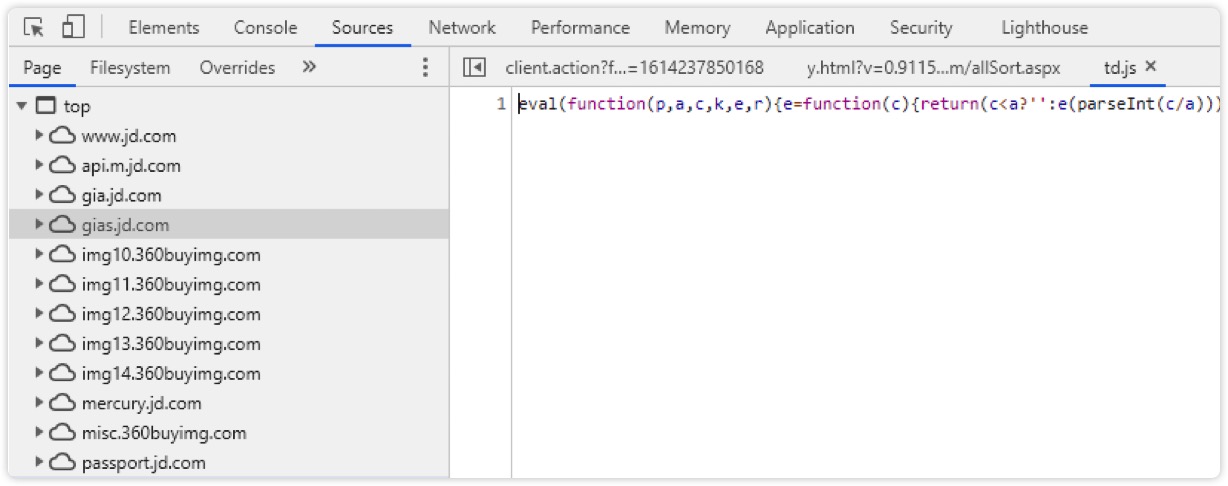 Elements Console Sources Network Performance Memory Application Security Lighthouse
Page Filesystem Overrides » client.action?f...=1614237850168 y.html?v=0.9115...m/allSort.aspx td.js ×
top
www.jd.com
api.m.jd.com
gia.jd.com
gias.jd.com
img10.360buyimg.com
img11.360buyimg.com
img12.360buyimg.com
img13.360buyimg.com
img14.360buyimg.com
mercury.jd.com
misc.360buyimg.com
passport.jd.com
1 eval(function(p,a,c,k,e,r){e=function(c){return(c<a?'':e(parseInt(c/a)))